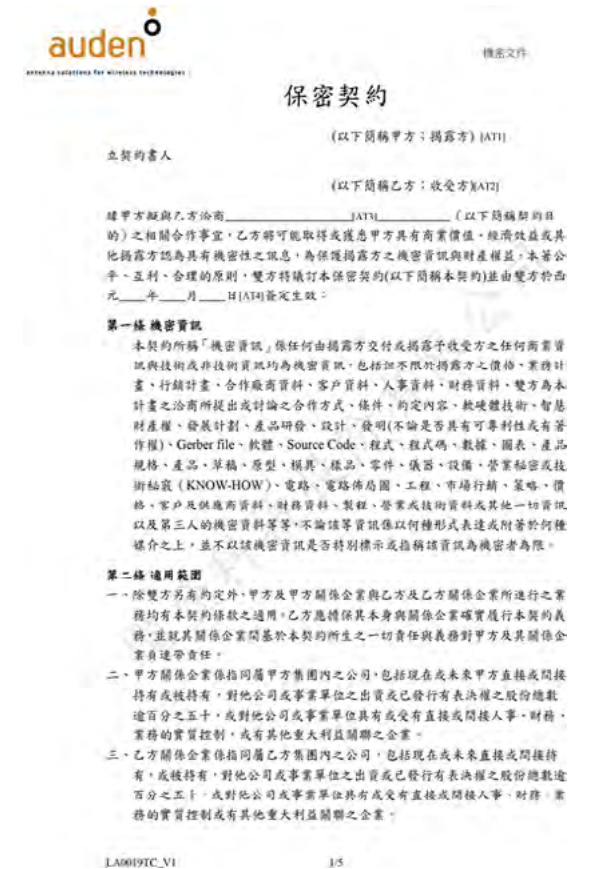 auden
antenna solutions for wireless technologies
機密文件
保密契約
(以下簡稱甲方；揭露方) [AT1]
立契約書人
(以下簡稱乙方；收受方)[AT2]
緣甲方擬與乙方洽商____________[AT3]____________（以下簡稱契約目
的）之相關合作事宜，乙方將可能取得或獲悉甲方具有商業價值、經濟效益或其
他揭露方認為具有機密性之訊息，為保護揭露方之機密資訊與財產權益，本著公
平、互利、合理的原則，雙方特議訂本保密契約(以下簡稱本契約)並由雙方於西
元____年____月____日[AT4]簽定生效：
第一條 機密資訊
本契約所稱「機密資訊」係任何由揭露方交付或揭露予收受方之任何商業資
訊與技術或非技術資訊均為機密資訊，包括但不限於揭露方之價格、業務計
畫、行銷計畫、合作廠商資料、客戶資料、人事資料、財務資料、雙方為本
計畫之洽商所提出或討論之合作方式、條件、約定內容、軟硬體技術、智慧
財產權、發展計劃、產品研發、設計、發明(不論是否具有可專利性或有著
作權)、Gerber file、軟體、Source Code、程式、程式碼、數據、圖表、產品
規格、產品、草稿、原型、模具、樣品、零件、儀器、設備、營業秘密或技
術秘竅（KNOW-HOW）、電路、電路佈局圖、工程、市場行銷、策略、價
格、客戶及供應商資料、財務資料、製程、營業或技術資料或其他一切資訊
以及第三人的機密資料等等，不論該等資訊係以何種形式表達或附著於何種
媒介之上，並不以該機密資訊是否特別標示或指稱該資訊為機密者為限。
第二條 適用範圍
一、除雙方另有約定外，甲方及甲方關係企業與乙方及乙方關係企業所進行之業
務均有本契約條款之適用。乙方應擔保其本身與關係企業確實履行本契約義
務，並就其關係企業間基於本契約所生之一切責任與義務對甲方及其關係企
業負連帶責任。
二、甲方關係企業係指同屬甲方集團內之公司，包括現在或未來甲方直接或間接
持有或被持有，對他公司或事業單位之出資或已發行有表決權之股份總數
逾百分之五十，或對他公司或事業單位具有或受有直接或間接人事、財務、
業務的實質控制，或有其他重大利益關聯之企業。
三、乙方關係企業係指同屬乙方集團內之公司，包括現在或未來直接或間接持
有，或被持有，對他公司或事業單位之出資或已發行有表決權之股份總數逾
百分之五十，或對他公司或事業單位具有或受有直接或間接人事、財務、業
務的實質控制或有其他重大利益關聯之企業。
LA0019TC_V1
1/5